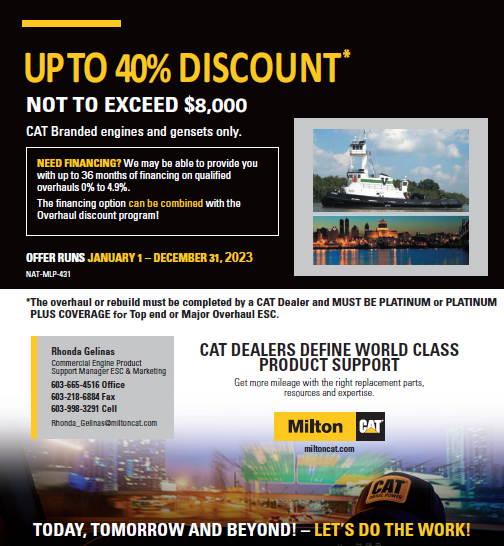 UP TO 40% DISCOUNT*
NOT TO EXCEED $8,000
CAT Branded engines and gensets only.
NEED FINANCING? We may be able to provide you
with up to 36 months of financing on qualified
overhauls 0% to 4.9%.
The financing option can be combined with the
Overhaul discount program!
OFFER RUNS JANUARY 1 – DECEMBER 31, 2023
NAT-MLP-431
*The overhaul or rebuild must be completed by a CAT Dealer and MUST BE PLATINUM or PLATINUM
PLUS COVERAGE for Top end or Major Overhaul ESC.
Rhonda Gelinas
Commercial Engine Product
Support Manager ESC & Marketing
603-665-4516 Office
603-218-6884 Fax
603-998-3291 Cell
Rhonda_Gelinas@miltoncat.com
CAT DEALERS DEFINE WORLD CLASS
PRODUCT SUPPORT
Get more mileage with the right replacement parts,
resources and expertise.
Milton CAT
miltoncat.com
CAT
DIESEL POWER
TODAY, TOMORROW AND BEYOND! – LET'S DO THE WORK!